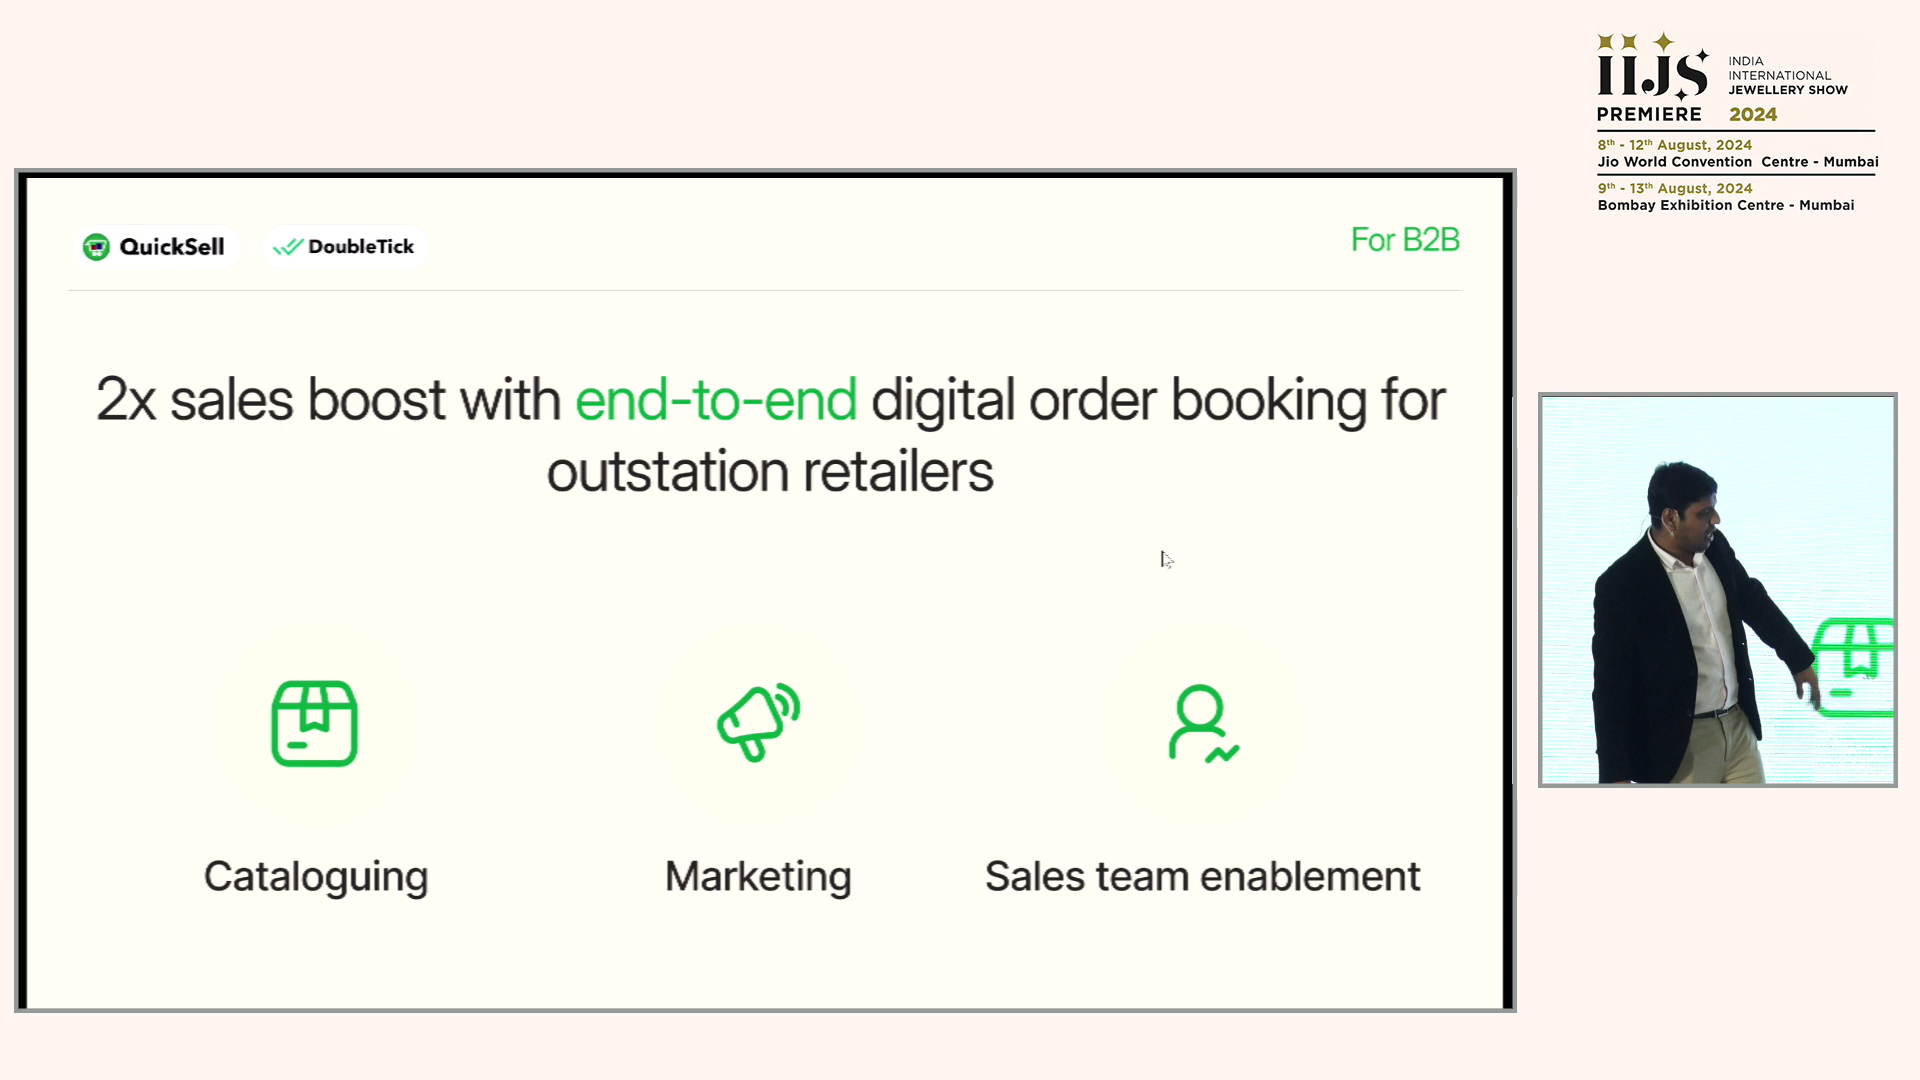 IIJS
INDIA
INTERNATIONAL
JEWELLERY SHOW
PREMIERE 2024
8th - 12th August, 2024
Jio World Convention Centre - Mumbai
9th - 13th August, 2024
Bombay Exhibition Centre - Mumbai
QuickSell DoubleTick For B2B
2x sales boost with end-to-end digital order booking for
outstation retailers
Cataloguing Marketing Sales team enablement